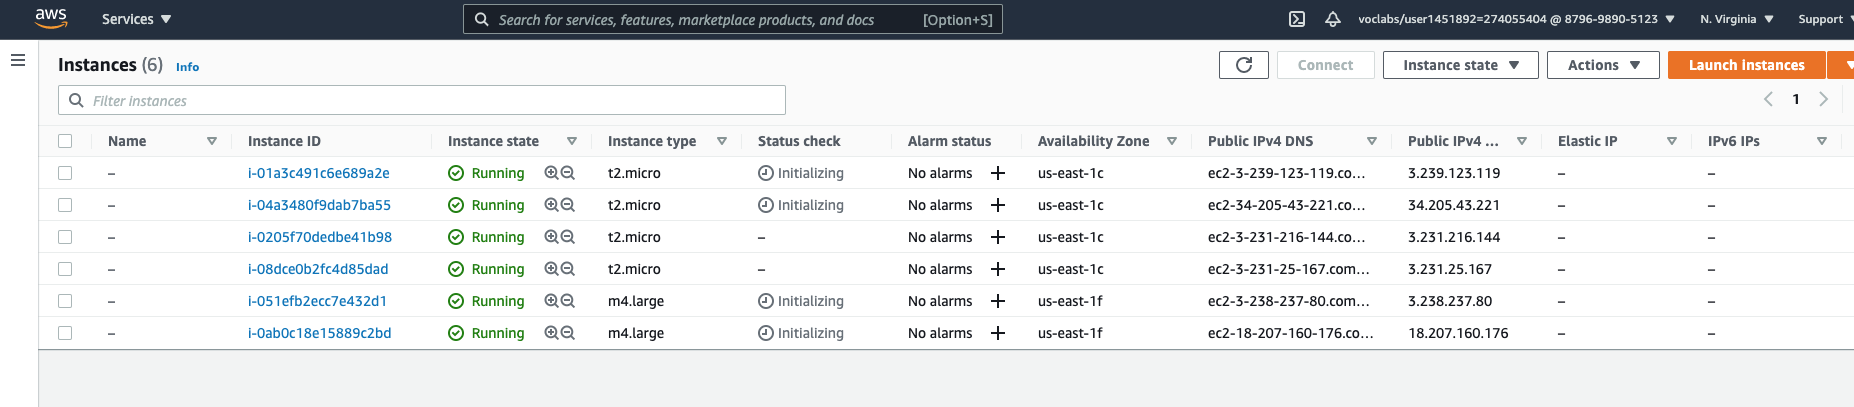 aws Services Search for services, features, marketplace products, and docs [Option+S] voclabs/user1451892=274055404 @ 8796-9890-5123 N. Virginia Support
Instances (6) Info Connect Instance state Actions Launch instances
Filter instances 1
Name Instance ID Instance state Instance type Status check Alarm status Availability Zone Public IPv4 DNS Public IPv4 ... Elastic IP IPv6 IPs
– i-01a3c491c6e689a2e Running t2.micro Initializing No alarms + us-east-1c ec2-3-239-123-119.co... 3.239.123.119 – –
– i-04a3480f9dab7ba55 Running t2.micro Initializing No alarms + us-east-1c ec2-34-205-43-221.co... 34.205.43.221 – –
– i-0205f70dedbe41b98 Running t2.micro – No alarms + us-east-1c ec2-3-231-216-144.co... 3.231.216.144 – –
– i-08dce0b2fc4d85dad Running t2.micro – No alarms + us-east-1c ec2-3-231-25-167.com... 3.231.25.167 – –
– i-051efb2ecc7e432d1 Running m4.large Initializing No alarms + us-east-1f ec2-3-238-237-80.com... 3.238.237.80 – –
– i-0ab0c18e15889c2bd Running m4.large Initializing No alarms + us-east-1f ec2-18-207-160-176.co... 18.207.160.176 – –